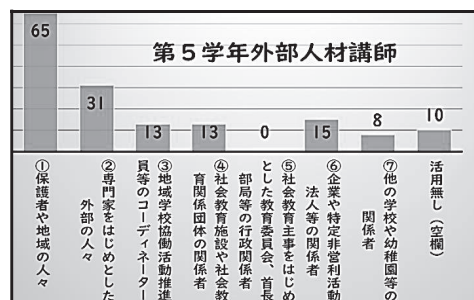 第5学年外部人材講師
65
31
13
13
0
15
8
10
①保護者や地域の人々
②専門家をはじめとした
外部の人々
③地域学校協働活動推進
員等のコーディネーター
④社会教育施設や社会教
育関係団体の関係者
⑤社会教育主事をはじめ
とした教育委員会、首長
部局等の行政関係者
⑥企業や特定非営利活動
法人等の関係者
⑦他の学校や幼稚園等の
関係者
活用無し（空欄）